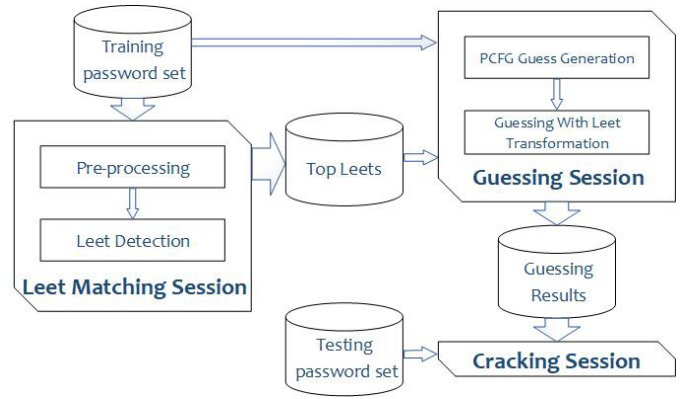 Training
password set
PCFG Guess Generation
Guessing With Leet
Transformation
Guessing Session
Pre-processing
Leet Detection
Leet Matching Session
Top Leets
Guessing
Results
Testing
password set
Cracking Session